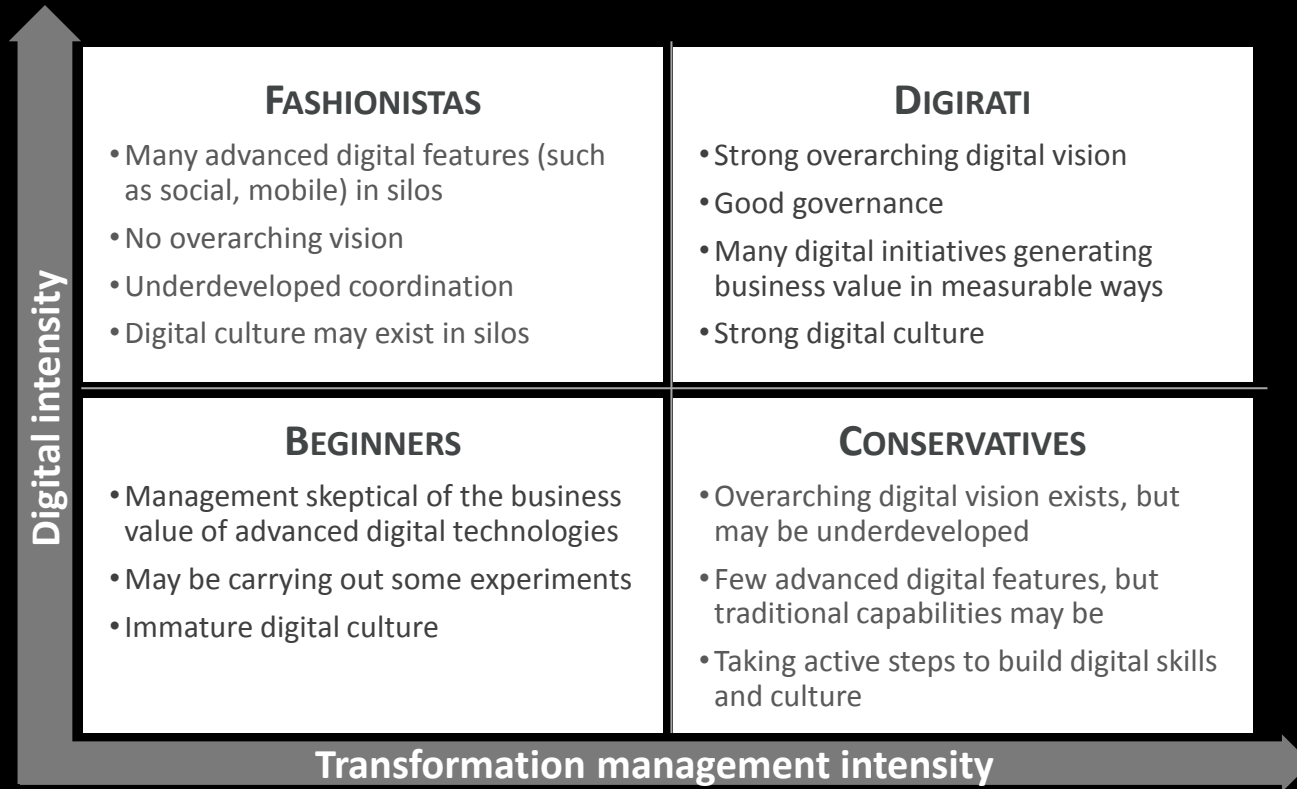 FASHIONISTAS
• Many advanced digital features (such
as social, mobile) in silos
• No overarching vision
• Underdeveloped coordination
• Digital culture may exist in silos
DIGIRATI
• Strong overarching digital vision
• Good governance
• Many digital initiatives generating
business value in measurable ways
• Strong digital culture
BEGINNERS
• Management skeptical of the business
value of advanced digital technologies
• May be carrying out some experiments
• Immature digital culture
CONSERVATIVES
• Overarching digital vision exists, but
may be underdeveloped
• Few advanced digital features, but
traditional capabilities may be
• Taking active steps to build digital skills
and culture
Digital intensity
Transformation management intensity